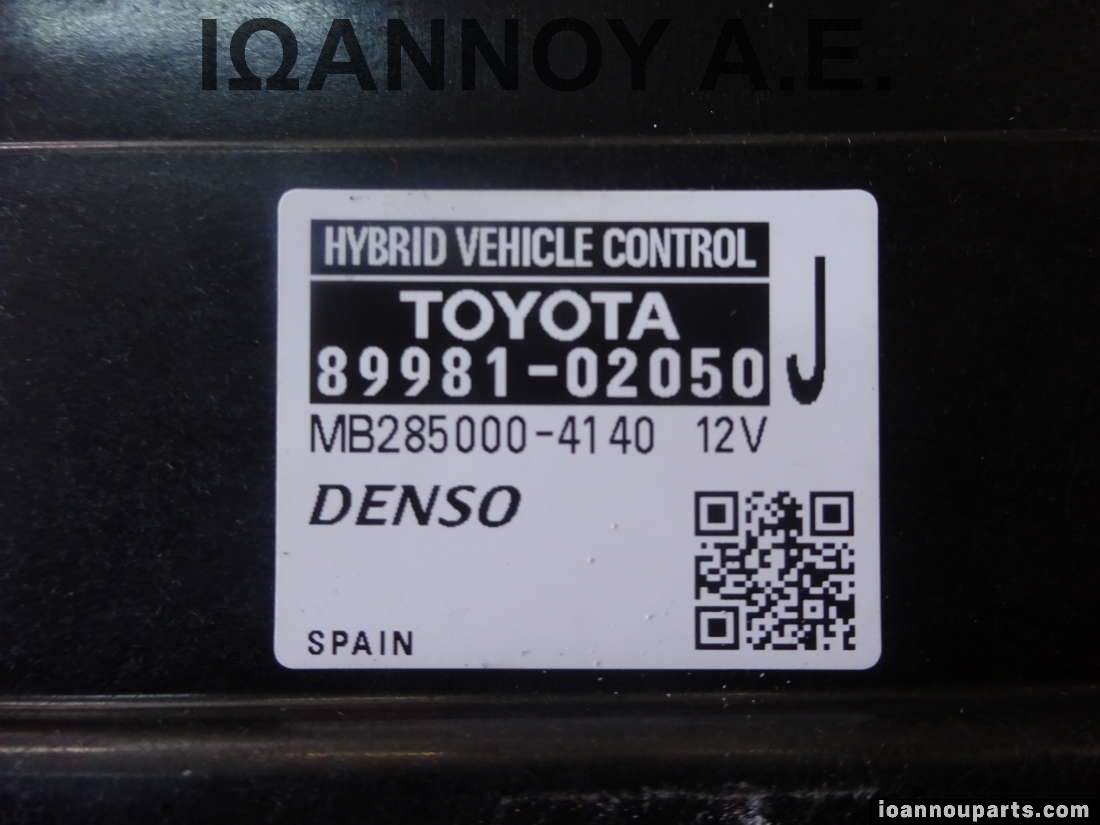 ΙΩΑΝΝΟΥ Α.Ε.
HYBRID VEHICLE CONTROL
TOYOTA
89981-02050
J
MB285000-4140 12V
DENSO
SPAIN
ioannouparts.com